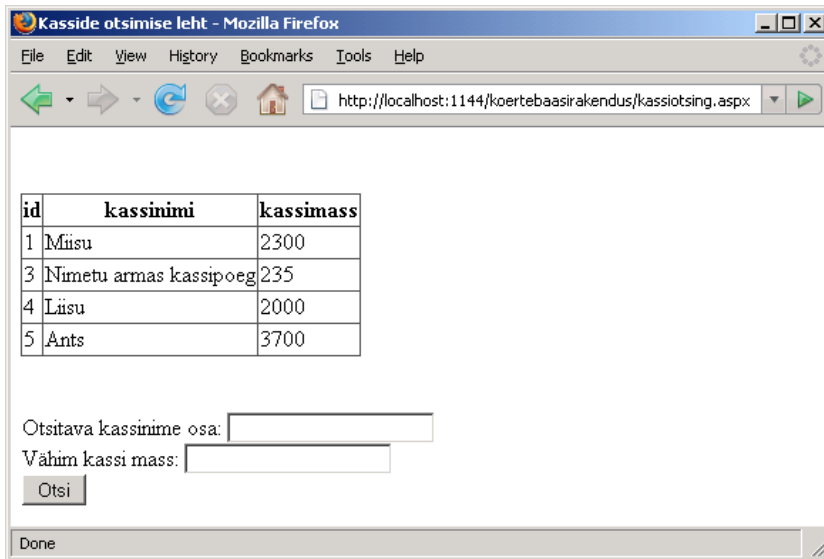 Kasside otsimise leht - Mozilla Firefox
File Edit View History Bookmarks Tools Help
http://localhost:1144/koertebaasirakendus/kassiotsing.aspx
id kassinimi kassimass
1 Miisu 2300
3 Nimetu armas kassipoeg 235
4 Liisu 2000
5 Ants 3700
Otsitava kassinime osa:
Vähim kassi mass:
Otsi
Done